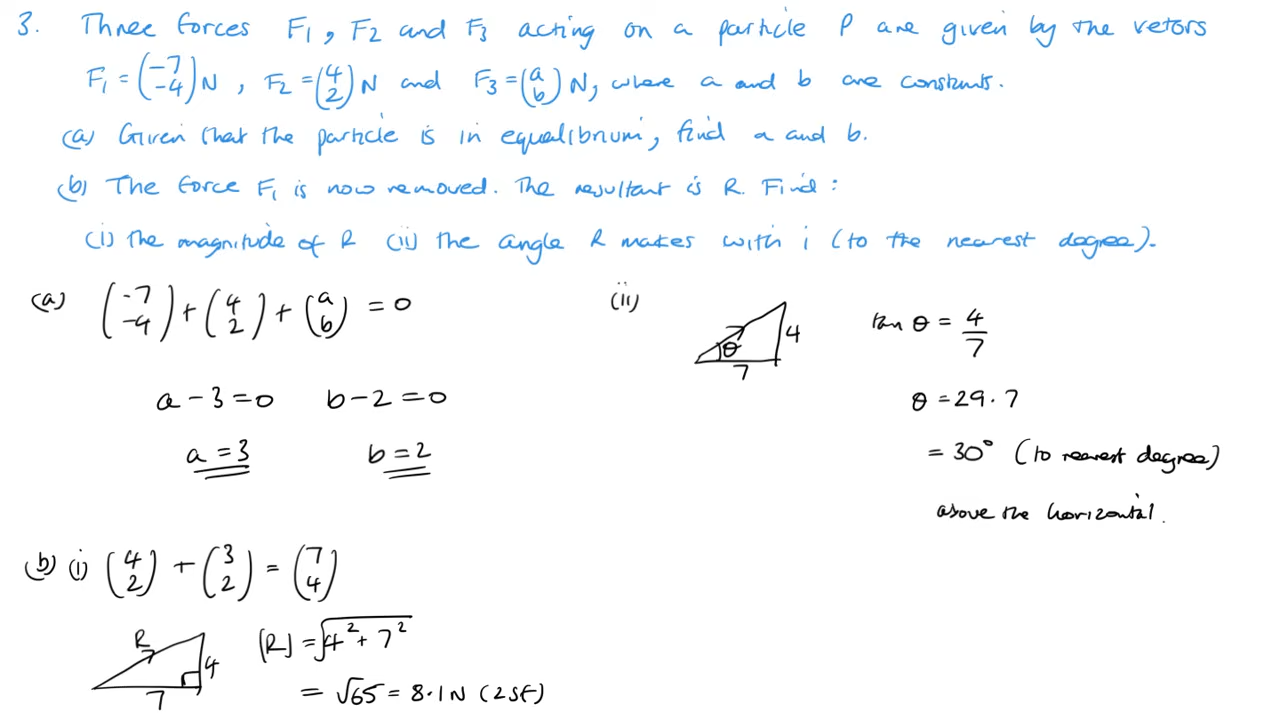 3. Three forces F₁, F₂ and F₃ acting on a particle P are given by the vetors
F₁ = (-7 -4) N, F₂ = (4 2) N and F₃ = (a b) N, where a and b are constants.
(a) Given that the particle is in equalibrium, find a and b.
(b) The force F₁ is now removed. The resultant is R. Find:
(i) the magnitude of R (ii) the angle R makes with i (to the nearest degree).
(a) (-7 -4) + (4 2) + (a b) = 0
a - 3 = 0 b - 2 = 0
a = 3 b = 2
(b) (i) (4 2) + (3 2) = (7 4)
R 4 7
|R| = √4² + 7²
= √65 = 8.1N (2sf)
(ii)
θ 4 7
tan θ = 4/7
θ = 29.7
= 30° (to nearest degree)
above the horizontal.